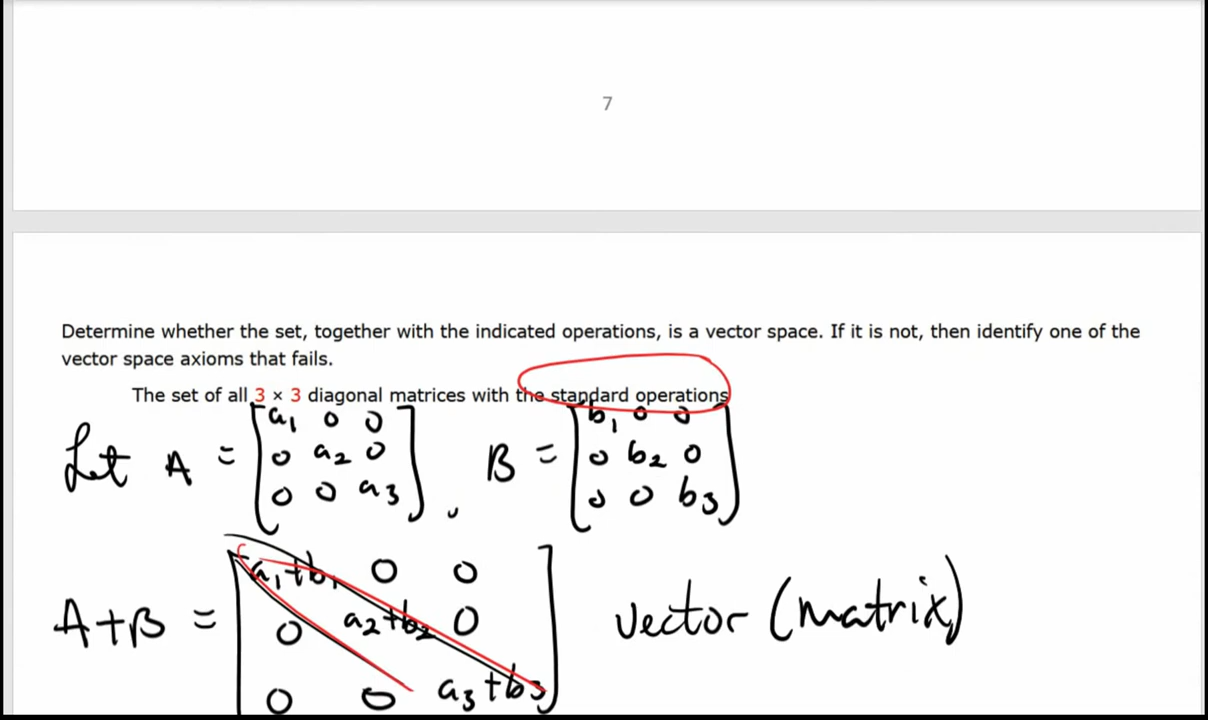 7
Determine whether the set, together with the indicated operations, is a vector space. If it is not, then identify one of the
vector space axioms that fails.
The set of all 3 × 3 diagonal matrices with the standard operations
Let A = [a₁ 0 0
0 a₂ 0
0 0 a₃], B = [b₁ 0 0
0 b₂ 0
0 0 b₃]
A+B = [a₁+b₁ 0 0
0 a₂+b₂ 0
0 0 a₃+b₃] vector (matrix)